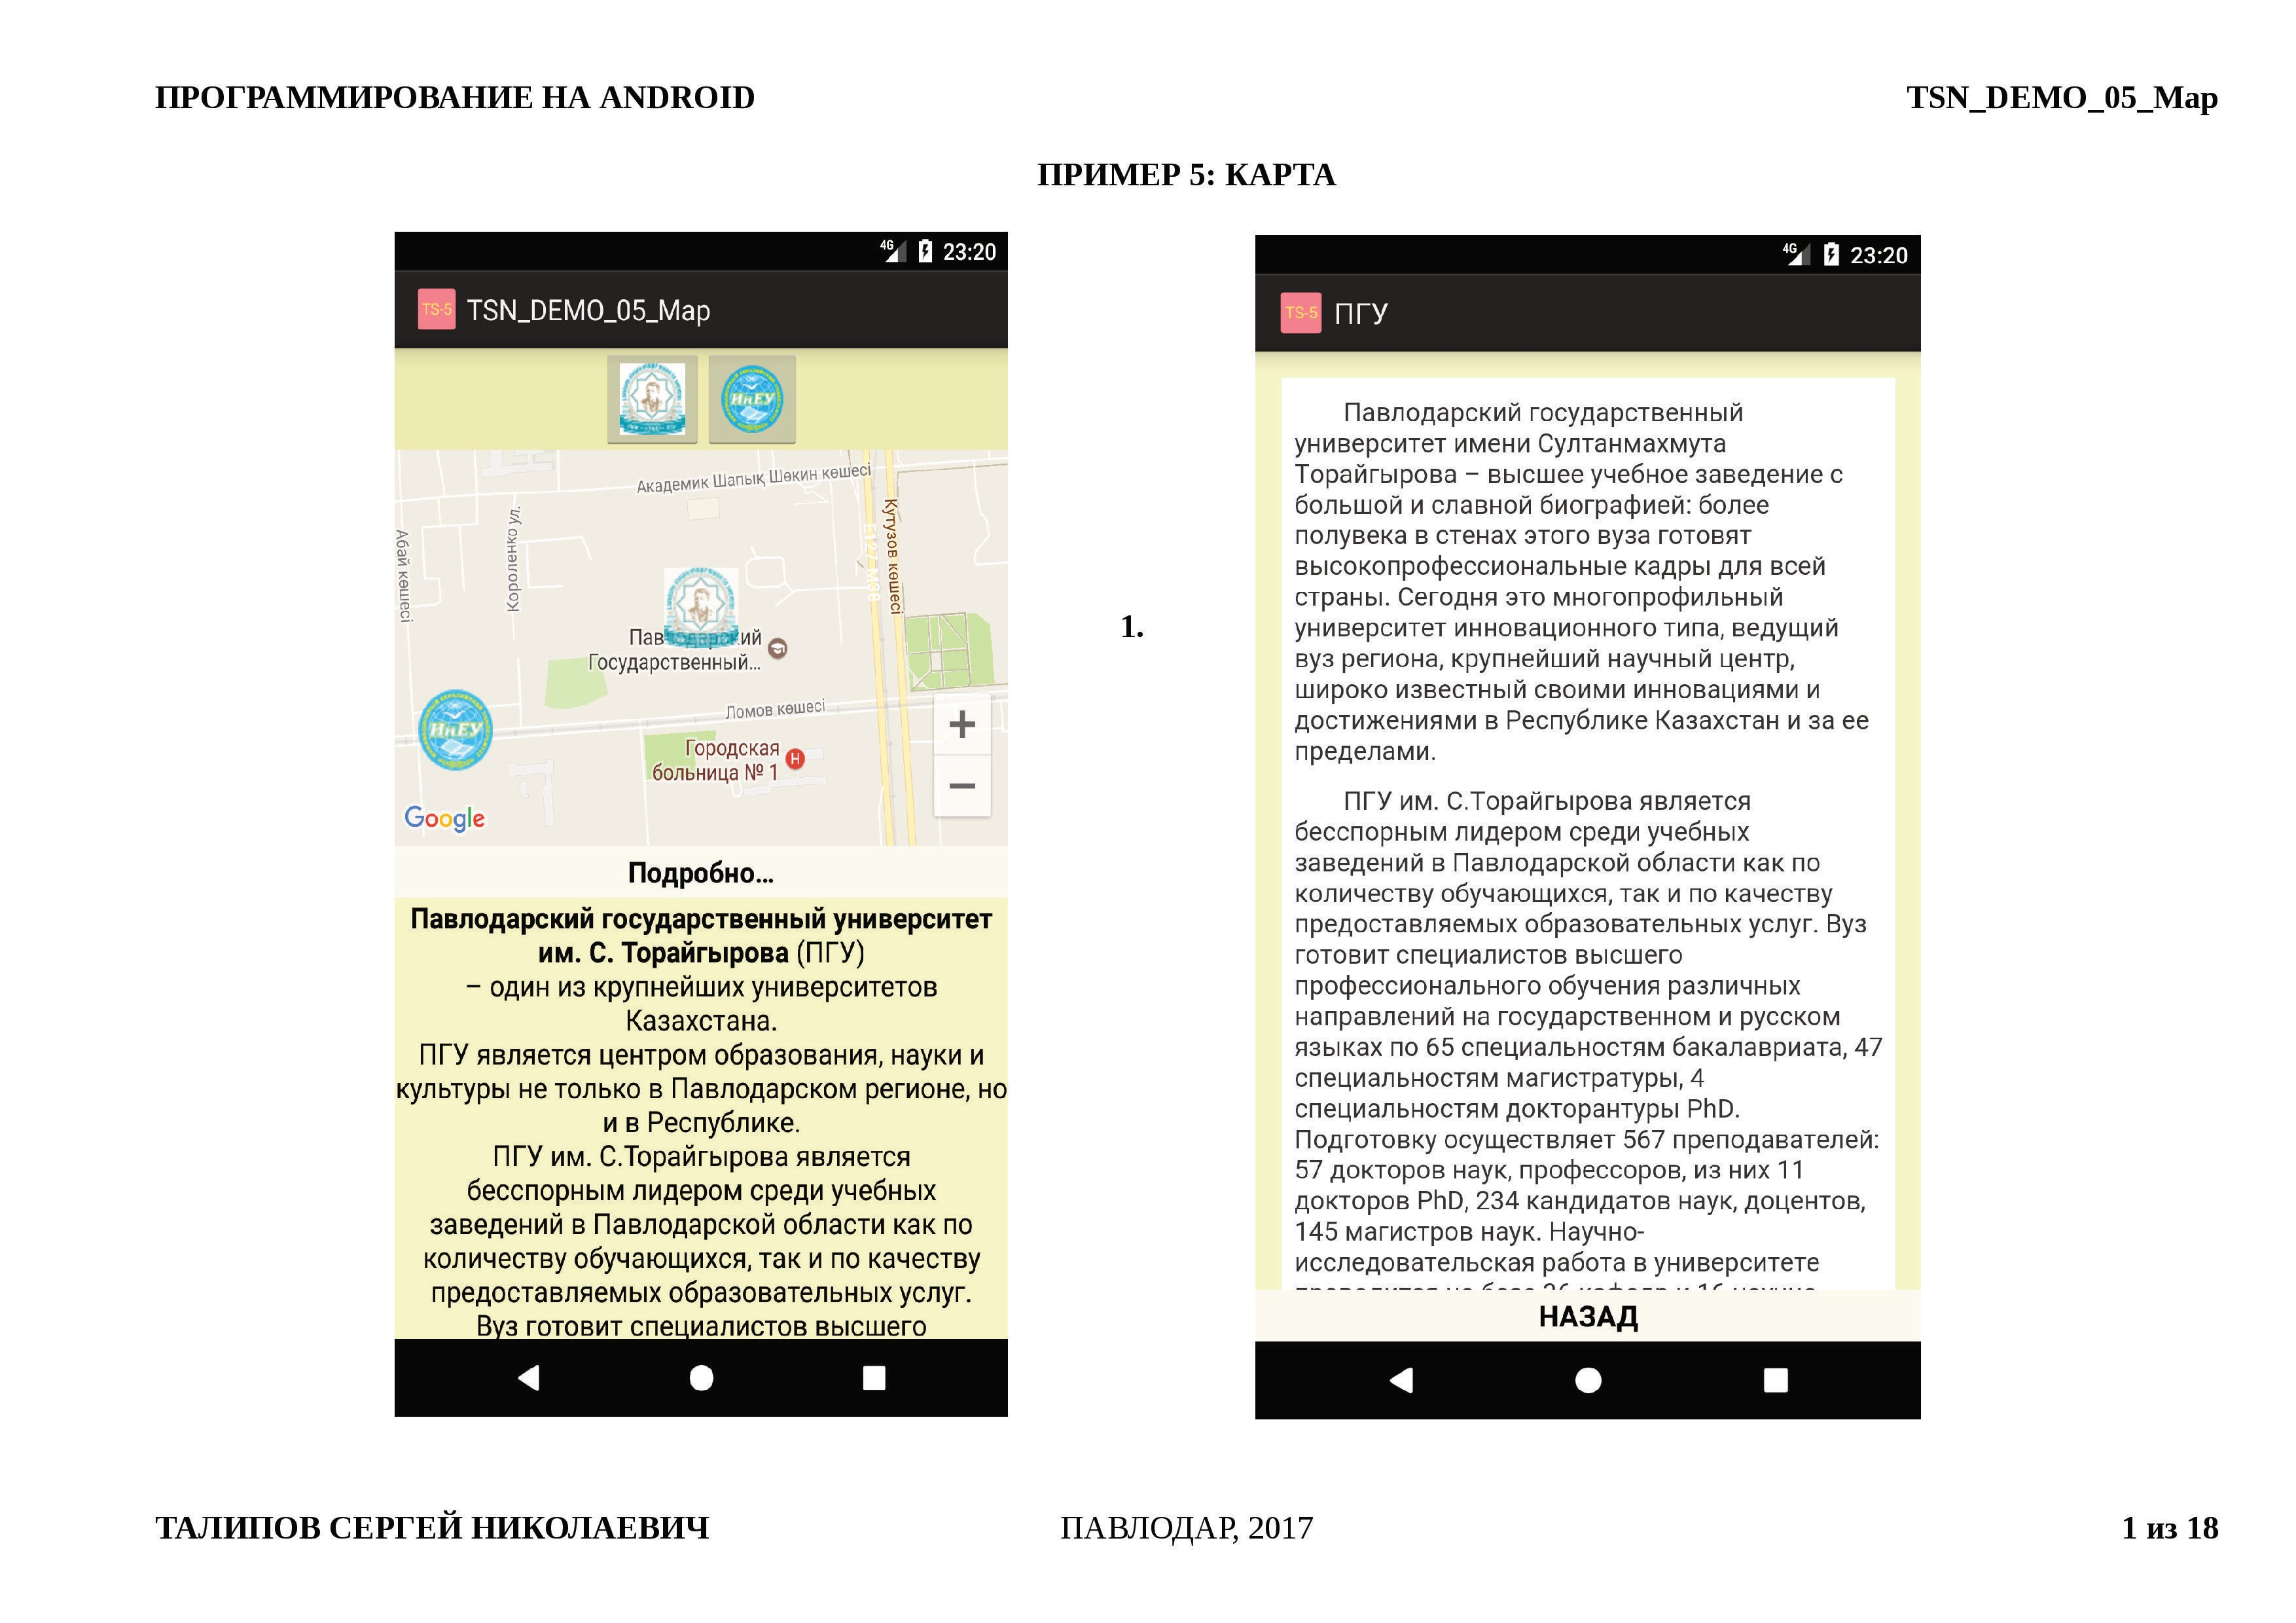 ПРОГРАММИРОВАНИЕ НА ANDROID
TSN_DEMO_05_Map
ПРИМЕР 5: КАРТА
4G 23:20
TS-5 TSN_DEMO_05_Map
ИнЕУ
Академик Шапық Шөкин көшесі
Абай көшесі
Короленко ул.
Кутузов көшесі
Государственный...
Ломов көшесі
ИнЕУ
Городская
больница № 1
H
Google
+
−
Подробно...
Павлодарский государственный университет
им. С. Торайгырова (ПГУ)
– один из крупнейших университетов
Казахстана.
ПГУ является центром образования, науки и
культуры не только в Павлодарском регионе, но
и в Республике.
ПГУ им. С.Торайгырова является
бесспорным лидером среди учебных
заведений в Павлодарской области как по
количеству обучающихся, так и по качеству
предоставляемых образовательных услуг.
Вуз готовит специалистов высшего
1.
4G 23:20
TS-5 ПГУ
Павлодарский государственный
университет имени Султанмахмута
Торайгырова – высшее учебное заведение с
большой и славной биографией: более
полувека в стенах этого вуза готовят
высокопрофессиональные кадры для всей
страны. Сегодня это многопрофильный
университет инновационного типа, ведущий
вуз региона, крупнейший научный центр,
широко известный своими инновациями и
достижениями в Республике Казахстан и за ее
пределами.
ПГУ им. С.Торайгырова является
бесспорным лидером среди учебных
заведений в Павлодарской области как по
количеству обучающихся, так и по качеству
предоставляемых образовательных услуг. Вуз
готовит специалистов высшего
профессионального обучения различных
направлений на государственном и русском
языках по 65 специальностям бакалавриата, 47
специальностям магистратуры, 4
специальностям докторантуры PhD.
Подготовку осуществляет 567 преподавателей:
57 докторов наук, профессоров, из них 11
докторов PhD, 234 кандидатов наук, доцентов,
145 магистров наук. Научно-
исследовательская работа в университете
НАЗАД
ТАЛИПОВ СЕРГЕЙ НИКОЛАЕВИЧ
ПАВЛОДАР, 2017
1 из 18